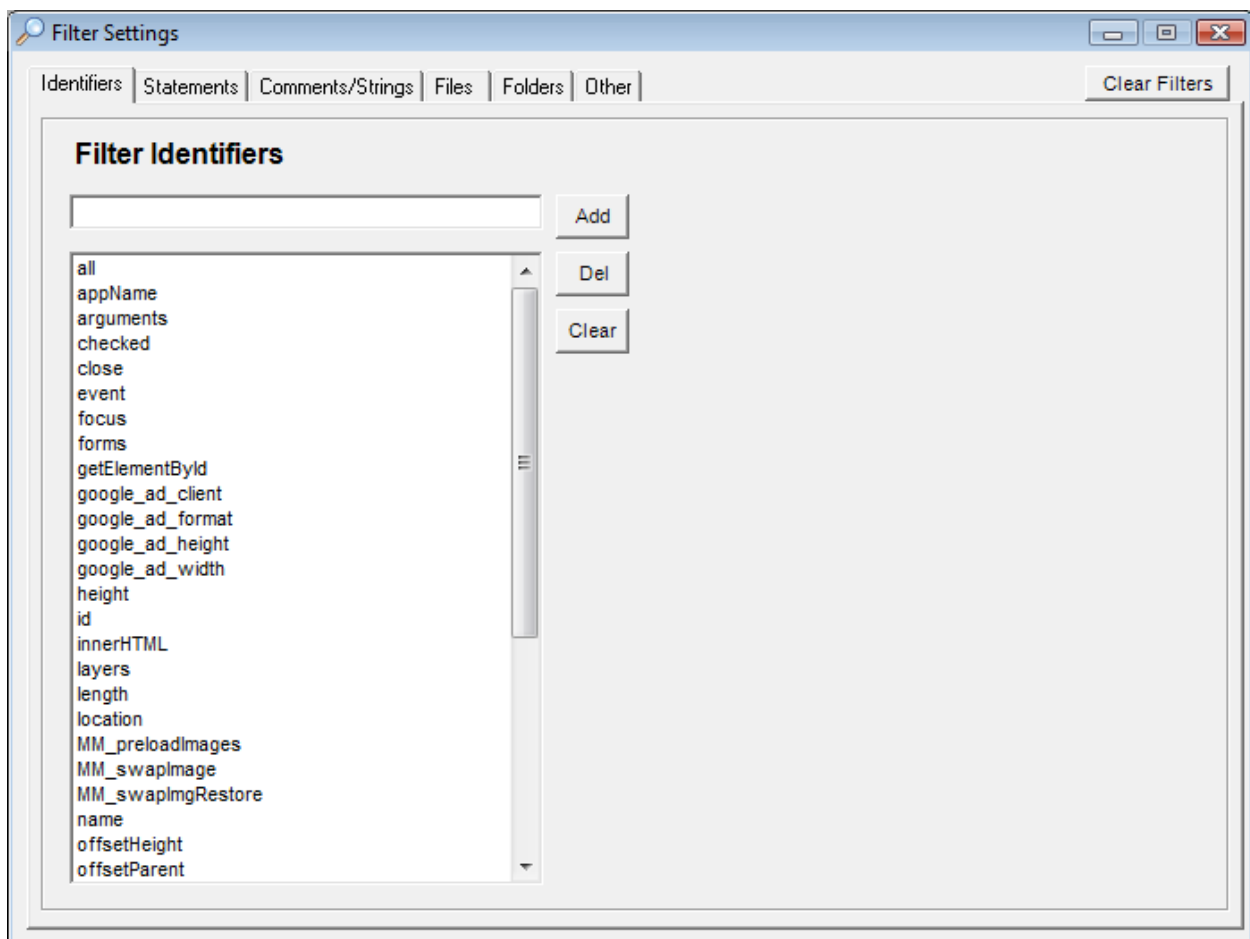 Filter Settings
Identifiers Statements Comments/Strings Files Folders Other Clear Filters
Filter Identifiers
Add
Del
Clear
all
appName
arguments
checked
close
event
focus
forms
getElementById
google_ad_client
google_ad_format
google_ad_height
google_ad_width
height
id
innerHTML
layers
length
location
MM_preloadImages
MM_swapImage
MM_swapImgRestore
name
offsetHeight
offsetParent